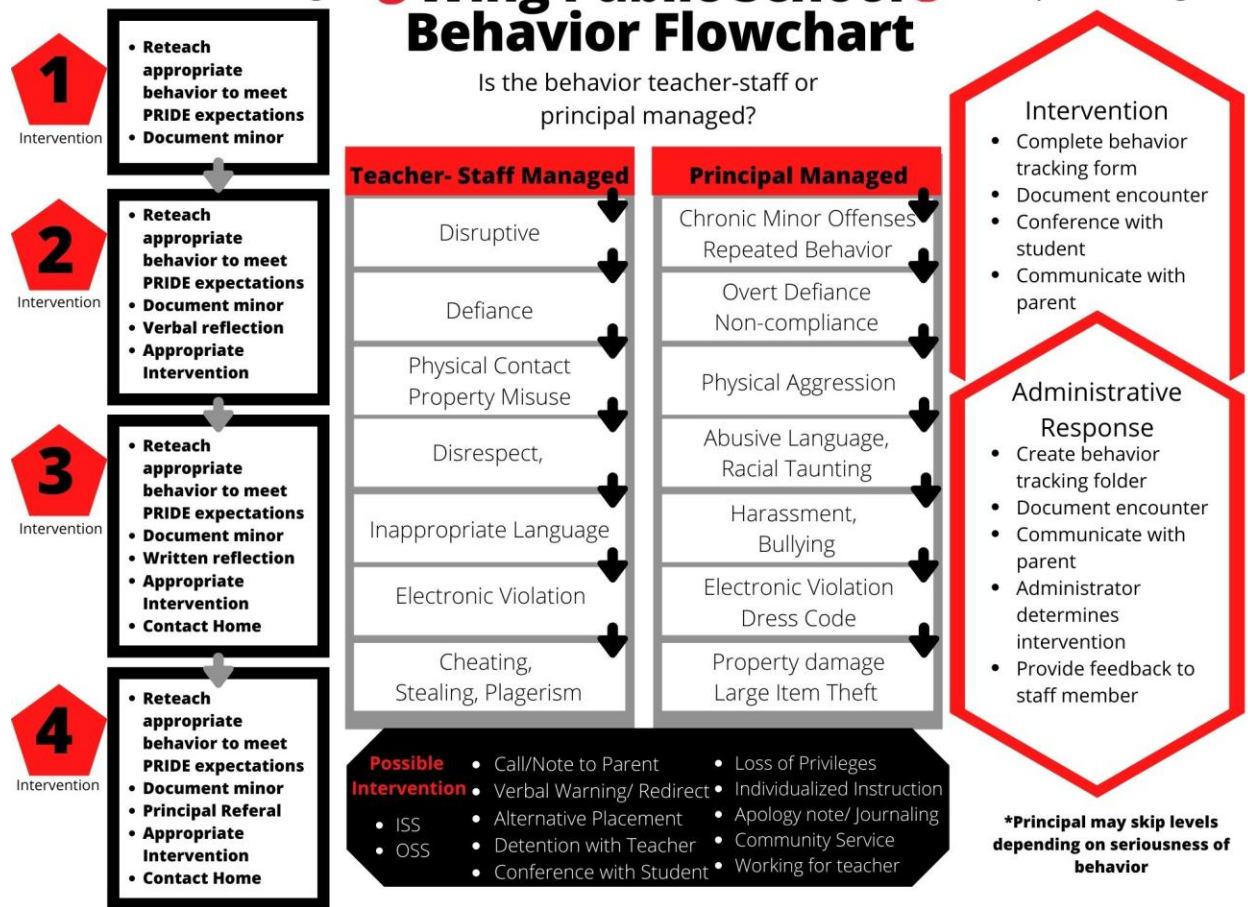 Behavior Flowchart
Is the behavior teacher-staff or
principal managed?
1
Intervention
• Reteach
appropriate
behavior to meet
PRIDE expectations
• Document minor
2
Intervention
• Reteach
appropriate
behavior to meet
PRIDE expectations
• Document minor
• Verbal reflection
• Appropriate
Intervention
3
Intervention
• Reteach
appropriate
behavior to meet
PRIDE expectations
• Document minor
• Written reflection
• Appropriate
Intervention
• Contact Home
4
Intervention
• Reteach
appropriate
behavior to meet
PRIDE expectations
• Document minor
• Principal Referal
• Appropriate
Intervention
• Contact Home
Teacher- Staff Managed
Disruptive
Defiance
Physical Contact
Property Misuse
Disrespect,
Inappropriate Language
Electronic Violation
Cheating,
Stealing, Plagerism
Principal Managed
Chronic Minor Offenses
Repeated Behavior
Overt Defiance
Non-compliance
Physical Aggression
Abusive Language,
Racial Taunting
Harassment,
Bullying
Electronic Violation
Dress Code
Property damage
Large Item Theft
Possible
Intervention
• ISS
• OSS
• Call/Note to Parent
• Verbal Warning/ Redirect
• Alternative Placement
• Detention with Teacher
• Conference with Student
• Loss of Privileges
• Individualized Instruction
• Apology note/ Journaling
• Community Service
• Working for teacher
Intervention
• Complete behavior
tracking form
• Document encounter
• Conference with
student
• Communicate with
parent
Administrative
Response
• Create behavior
tracking folder
• Document encounter
• Communicate with
parent
• Administrator
determines
intervention
• Provide feedback to
staff member
*Principal may skip levels
depending on seriousness of
behavior